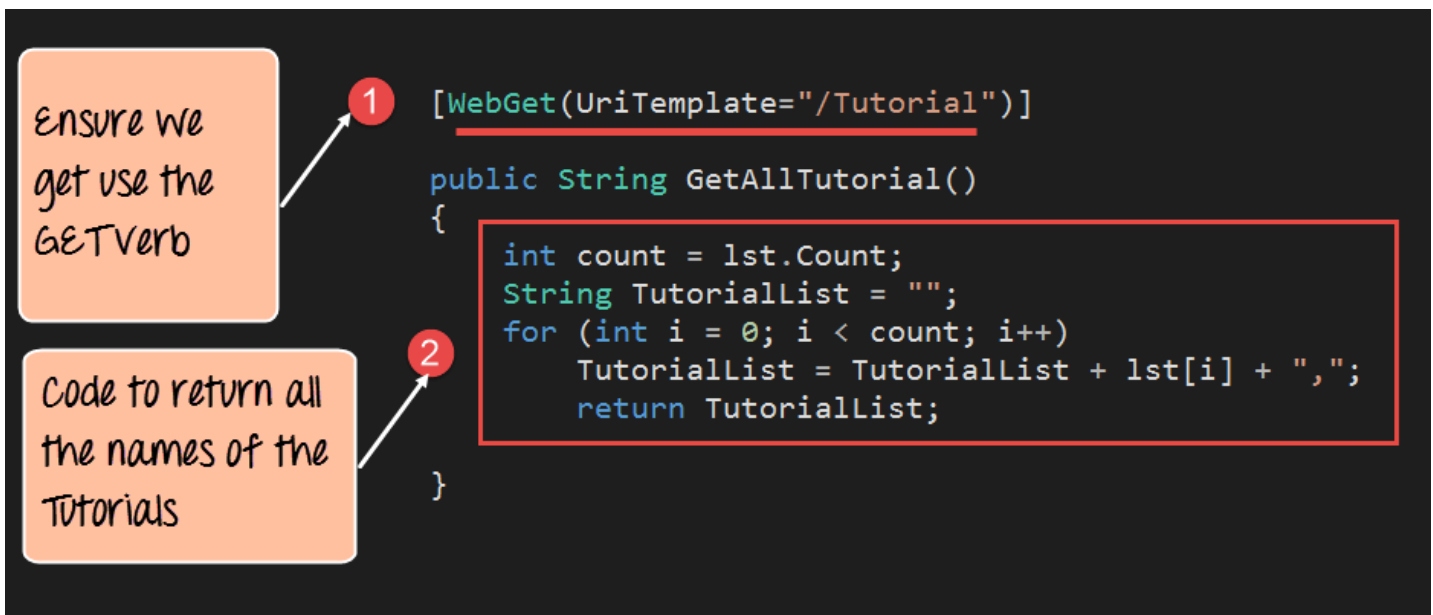 Ensure we
get use the
GETVerb
1
[WebGet(UriTemplate="/Tutorial")]
public String GetAllTutorial()
{
int count = lst.Count;
String TutorialList = "";
for (int i = 0; i < count; i++)
TutorialList = TutorialList + lst[i] + ",";
return TutorialList;
}
2
Code to return all
the names of the
Tutorials